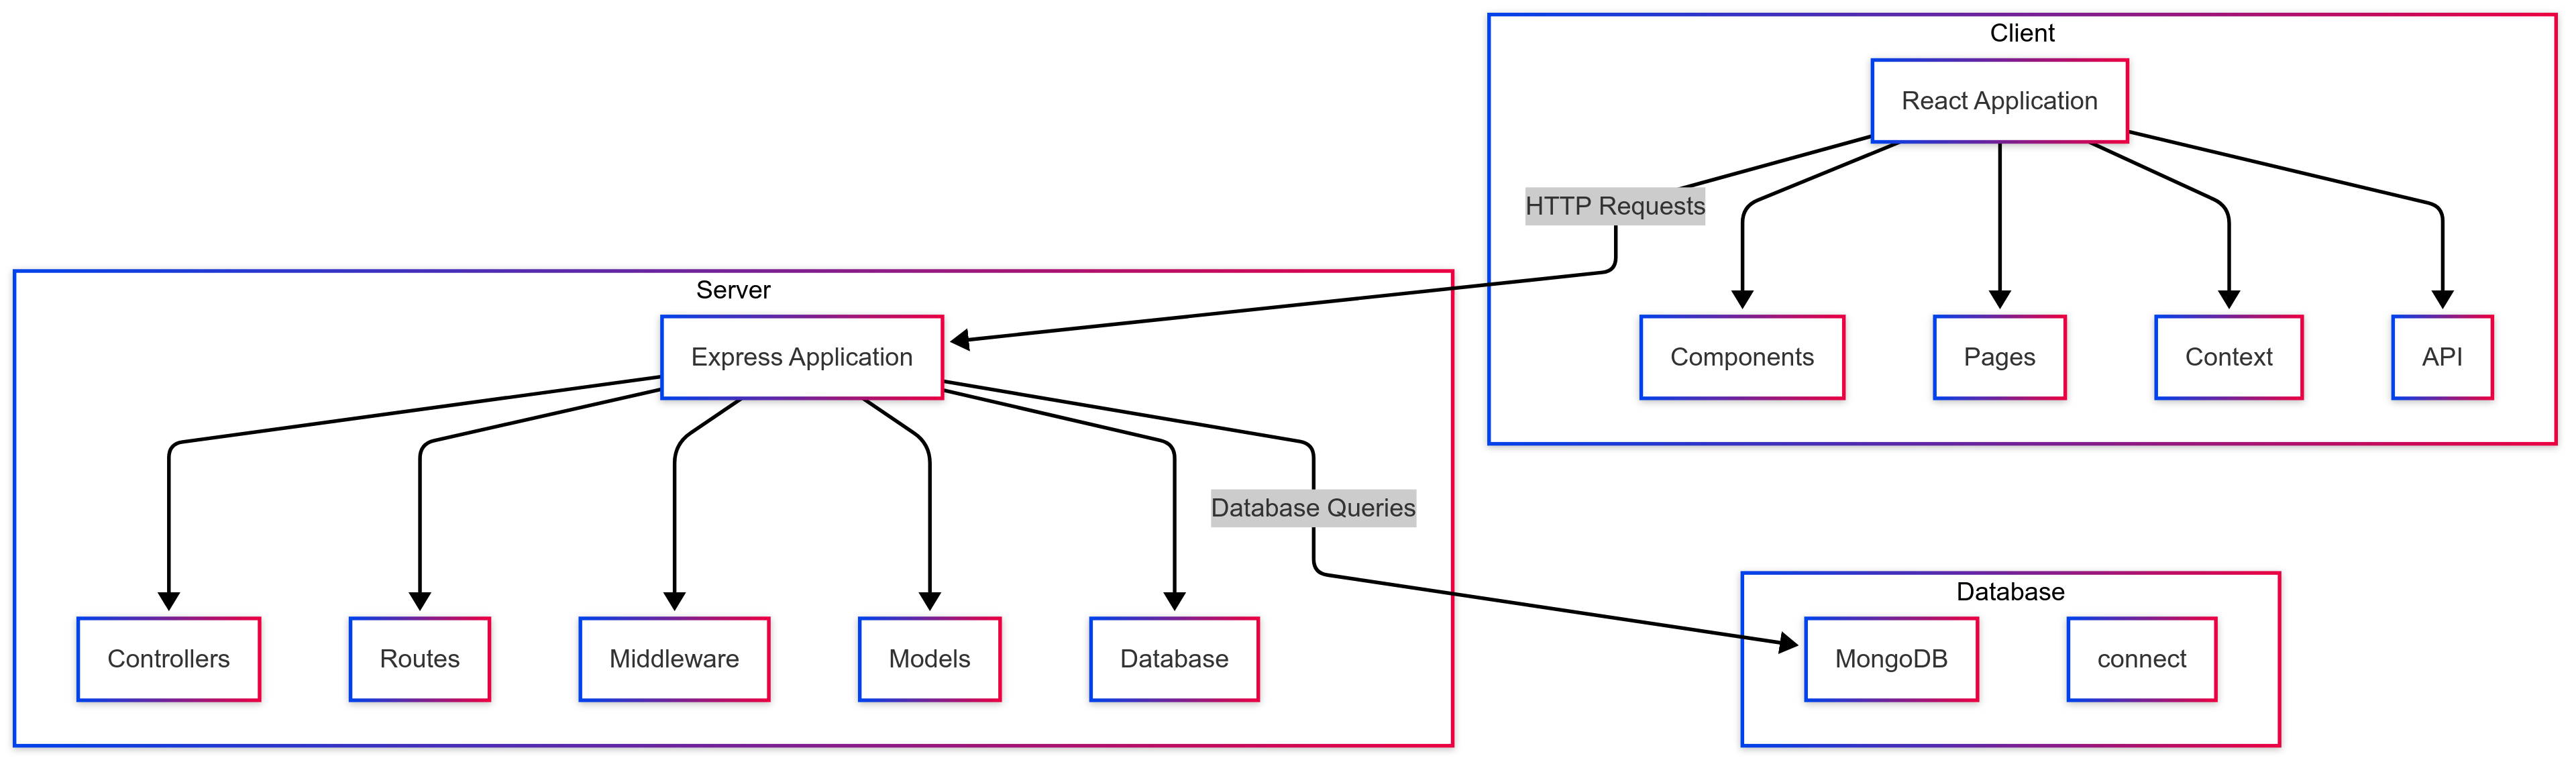 Client
React Application
HTTP Requests
Components
Pages
Context
API
Server
Express Application
Database Queries
Controllers
Routes
Middleware
Models
Database
Database
MongoDB
connect